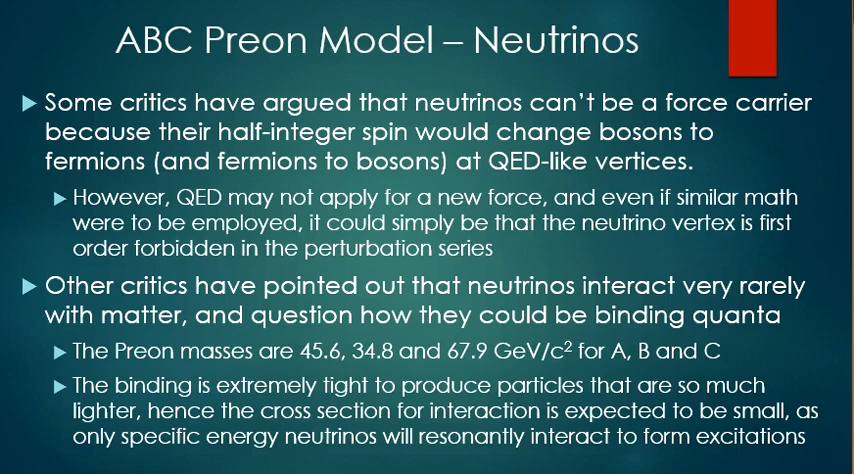 ABC Preon Model – Neutrinos
Some critics have argued that neutrinos can't be a force carrier
because their half-integer spin would change bosons to
fermions (and fermions to bosons) at QED-like vertices.
However, QED may not apply for a new force, and even if similar math
were to be employed, it could simply be that the neutrino vertex is first
order forbidden in the perturbation series
Other critics have pointed out that neutrinos interact very rarely
with matter, and question how they could be binding quanta
The Preon masses are 45.6, 34.8 and 67.9 GeV/c² for A, B and C
The binding is extremely tight to produce particles that are so much
lighter, hence the cross section for interaction is expected to be small, as
only specific energy neutrinos will resonantly interact to form excitations